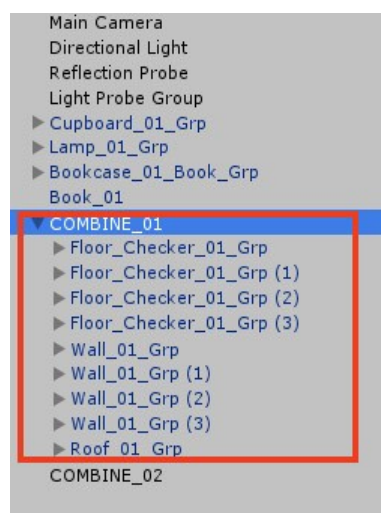 Main Camera
Directional Light
Reflection Probe
Light Probe Group
Cupboard_01_Grp
Lamp_01_Grp
Bookcase_01_Book_Grp
Book_01
COMBINE_01
Floor_Checker_01_Grp
Floor_Checker_01_Grp (1)
Floor_Checker_01_Grp (2)
Floor_Checker_01_Grp (3)
Wall_01_Grp
Wall_01_Grp (1)
Wall_01_Grp (2)
Wall_01_Grp (3)
Roof_01_Grp
COMBINE_02